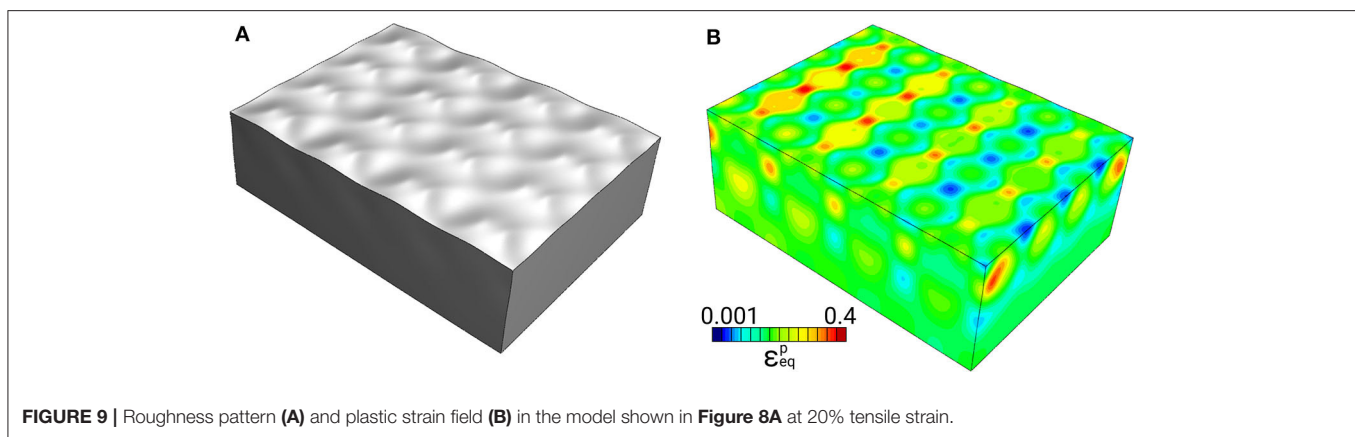 A
B
0.001 0.4
ε^p_eq
FIGURE 9 | Roughness pattern (A) and plastic strain field (B) in the model shown in Figure 8A at 20% tensile strain.